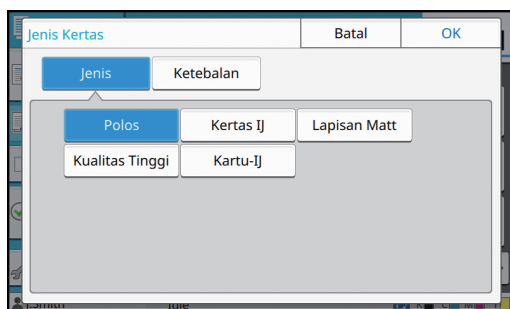 Jenis Kertas Batal OK
Jenis Ketebalan
Polos Kertas IJ Lapisan Matt
Kualitas Tinggi Kartu-IJ